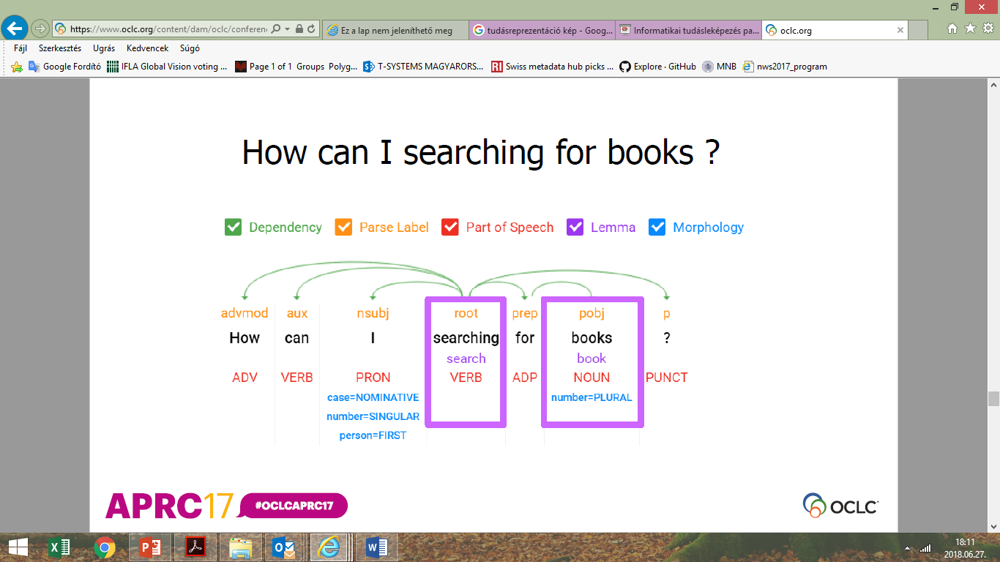 https://www.oclc.org/content/dam/oclc/conferen
Ez a lap nem jeleníthető meg
tudásreprezentáció kép - Goog...
Informatikai tudásleképezés pa...
oclc.org
Fájl Szerkesztés Ugrás Kedvencek Súgó
Google Fordító IFLA Global Vision voting ... Page 1 of 1 Groups Polyg... T-SYSTEMS MAGYARORS... Swiss metadata hub picks ... Explore · GitHub MNB nws2017_program
How can I searching for books ?
Dependency Parse Label Part of Speech Lemma Morphology
advmod aux nsubj root prep pobj p
How can I searching for books ?
search book
ADV VERB PRON VERB ADP NOUN PUNCT
case=NOMINATIVE number=PLURAL
number=SINGULAR
person=FIRST
APRC17 #OCLCAPRC17 OCLC
18:11
2018.06.27.